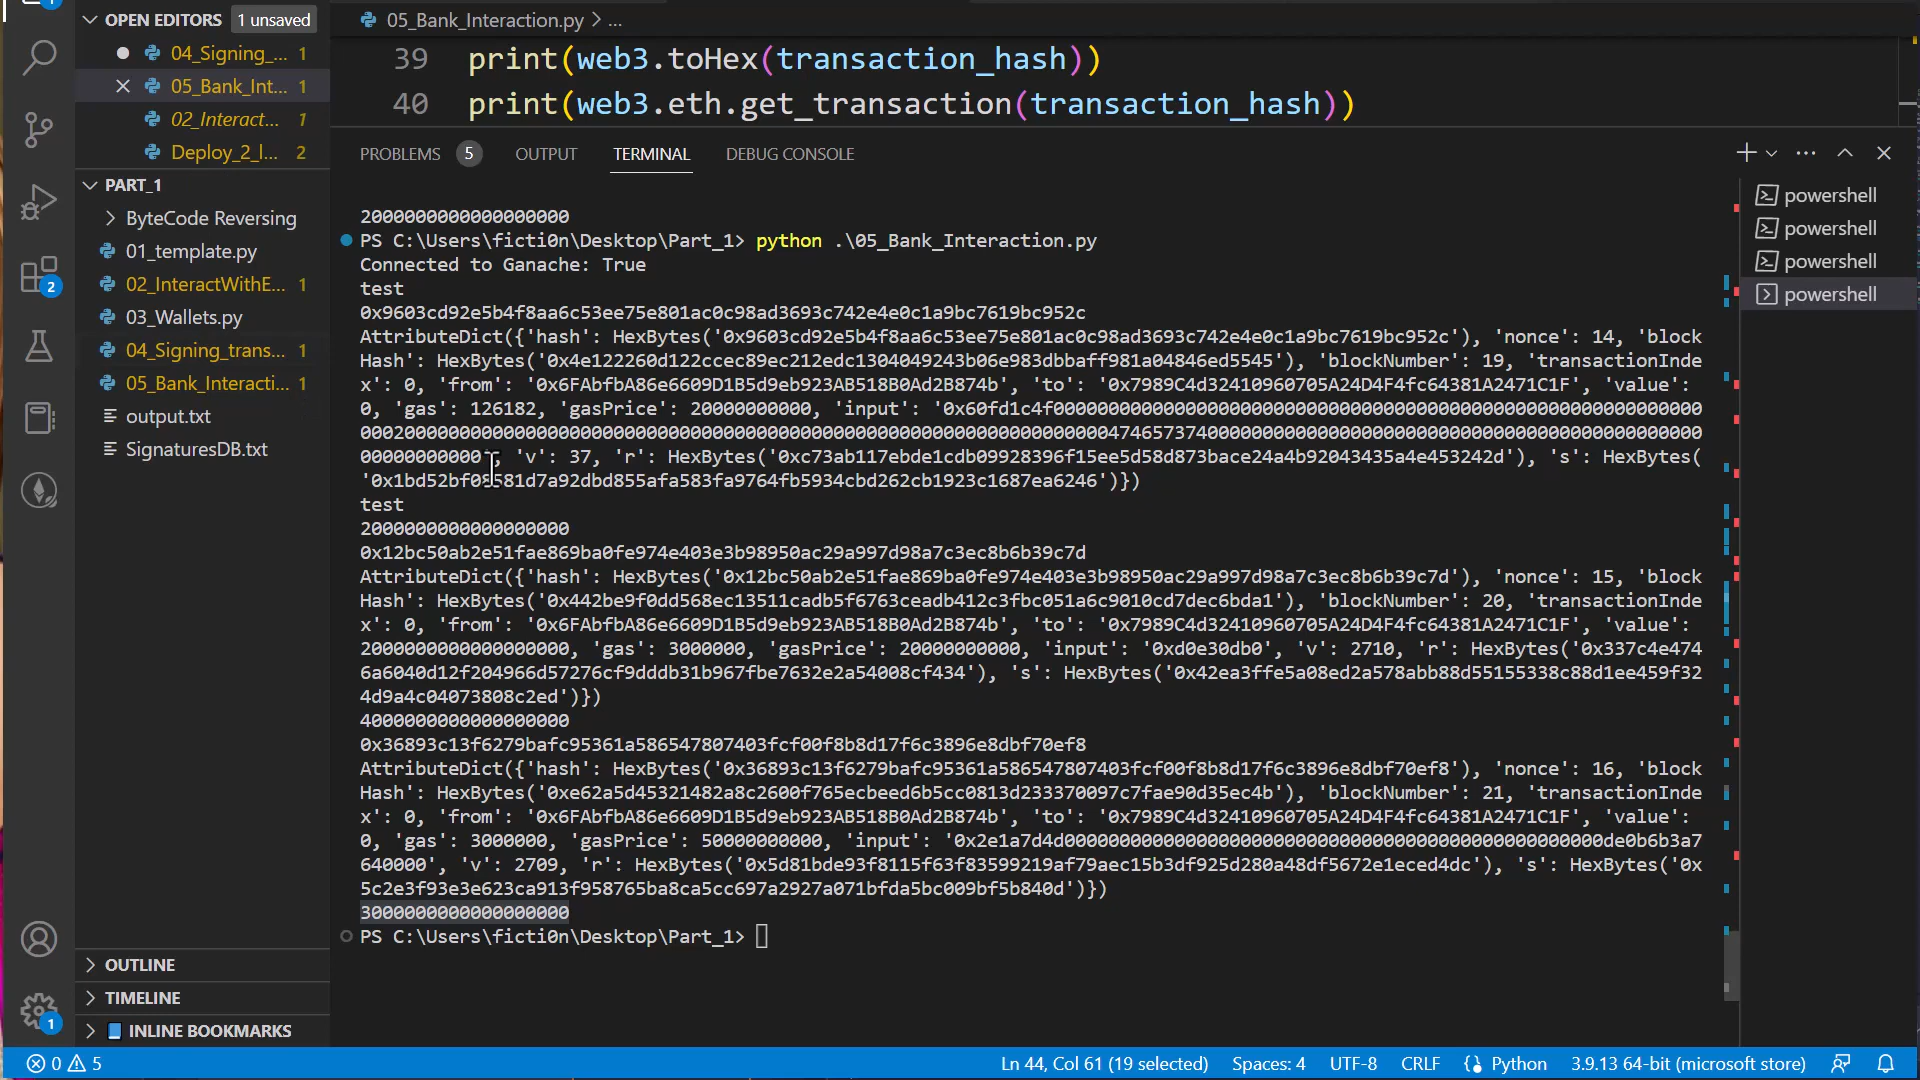 OPEN EDITORS 1 unsaved
04_Signing_... 1
05_Bank_Int... 1
02_Interact... 1
Deploy_2_l... 2
PART_1
ByteCode Reversing
01_template.py
02_InteractWithE... 1
03_Wallets.py
04_Signing_trans... 1
05_Bank_Interacti... 1
output.txt
SignaturesDB.txt
OUTLINE
TIMELINE
INLINE BOOKMARKS
2
1
05_Bank_Interaction.py > ...
39 print(web3.toHex(transaction_hash))
40 print(web3.eth.get_transaction(transaction_hash))
PROBLEMS 5 OUTPUT TERMINAL DEBUG CONSOLE
2000000000000000000
PS C:\Users\ficti0n\Desktop\Part_1> python .\05_Bank_Interaction.py
Connected to Ganache: True
test
0x9603cd92e5b4f8aa6c53ee75e801ac0c98ad3693c742e4e0c1a9bc7619bc952c
AttributeDict({'hash': HexBytes('0x9603cd92e5b4f8aa6c53ee75e801ac0c98ad3693c742e4e0c1a9bc7619bc952c'), 'nonce': 14, 'block
Hash': HexBytes('0x4e122260d122ccec89ec212edc1304049243b06e983dbbaff981a04846ed5545'), 'blockNumber': 19, 'transactionInde
x': 0, 'from': '0x6FAbfbA86e6609D1B5d9eb923AB518B0Ad2B874b', 'to': '0x7989C4d32410960705A24D4F4fc64381A2471C1F', 'value':
0, 'gas': 126182, 'gasPrice': 20000000000, 'input': '0x60fd1c4f00000000000000000000000000000000000000000000000000000000000
0002000000000000000000000000000000000000000000000000000000000000000474657374000000000000000000000000000000000000000000000
00000000000', 'v': 37, 'r': HexBytes('0xc73ab117ebde1cdb09928396f15ee5d58d873bace24a4b92043435a4e453242d'), 's': HexBytes(
test
2000000000000000000
0x12bc50ab2e51fae869ba0fe974e403e3b98950ac29a997d98a7c3ec8b6b39c7d
AttributeDict({'hash': HexBytes('0x12bc50ab2e51fae869ba0fe974e403e3b98950ac29a997d98a7c3ec8b6b39c7d'), 'nonce': 15, 'block
Hash': HexBytes('0x442be9f0dd568ec13511cadb5f6763ceadb412c3fbc051a6c9010cd7dec6bda1'), 'blockNumber': 20, 'transactionInde
x': 0, 'from': '0x6FAbfbA86e6609D1B5d9eb923AB518B0Ad2B874b', 'to': '0x7989C4d32410960705A24D4F4fc64381A2471C1F', 'value':
2000000000000000000, 'gas': 3000000, 'gasPrice': 20000000000, 'input': '0xd0e30db0', 'v': 2710, 'r': HexBytes('0x337c4e474
6a6040d12f204966d57276cf9dddb31b967fbe7632e2a54008cf434'), 's': HexBytes('0x42ea3ffe5a08ed2a578abb88d55155338c88d1ee459f32
4d9a4c04073808c2ed')})
4000000000000000000
0x36893c13f6279bafc95361a586547807403fcf00f8b8d17f6c3896e8dbf70ef8
AttributeDict({'hash': HexBytes('0x36893c13f6279bafc95361a586547807403fcf00f8b8d17f6c3896e8dbf70ef8'), 'nonce': 16, 'block
Hash': HexBytes('0xe62a5d45321482a8c2600f765ecbeed6b5cc0813d233370097c7fae90d35ec4b'), 'blockNumber': 21, 'transactionInde
x': 0, 'from': '0x6FAbfbA86e6609D1B5d9eb923AB518B0Ad2B874b', 'to': '0x7989C4d32410960705A24D4F4fc64381A2471C1F', 'value':
0, 'gas': 3000000, 'gasPrice': 50000000000, 'input': '0x2e1a7d4d0000000000000000000000000000000000000000000000000de0b6b3a7
640000', 'v': 2709, 'r': HexBytes('0x5d81bde93f8115f63f83599219af79aec15b3df925d280a48df5672e1eced4dc'), 's': HexBytes('0x
5c2e3f93e3e623ca913f958765ba8ca5cc697a2927a071bfda5bc009bf5b840d')})
3000000000000000000
PS C:\Users\ficti0n\Desktop\Part_1>
powershell
powershell
powershell
powershell
0 5 Ln 44, Col 61 (19 selected) Spaces: 4 UTF-8 CRLF Python 3.9.13 64-bit (microsoft store)